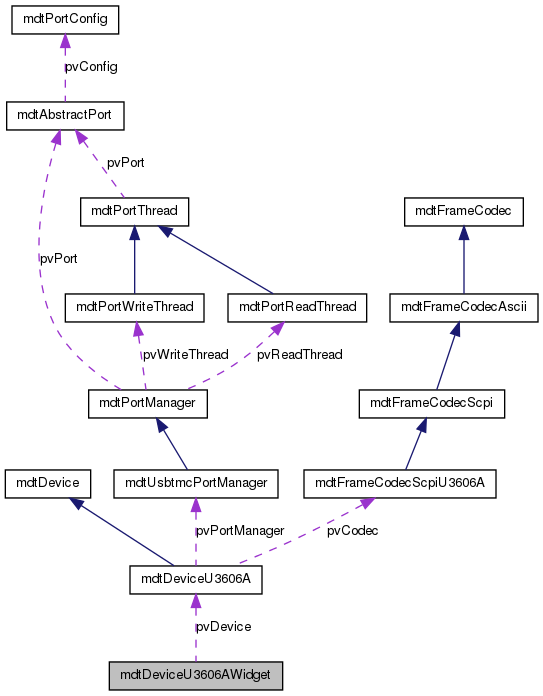 mdtPortConfig
pvConfig
mdtAbstractPort
pvPort
mdtPortThread
mdtFrameCodec
pvPort
mdtPortWriteThread
mdtPortReadThread
mdtFrameCodecAscii
pvWriteThread
pvReadThread
mdtPortManager
mdtFrameCodecScpi
mdtDevice
mdtUsbtmcPortManager
mdtFrameCodecScpiU3606A
pvPortManager
pvCodec
mdtDeviceU3606A
pvDevice
mdtDeviceU3606AWidget